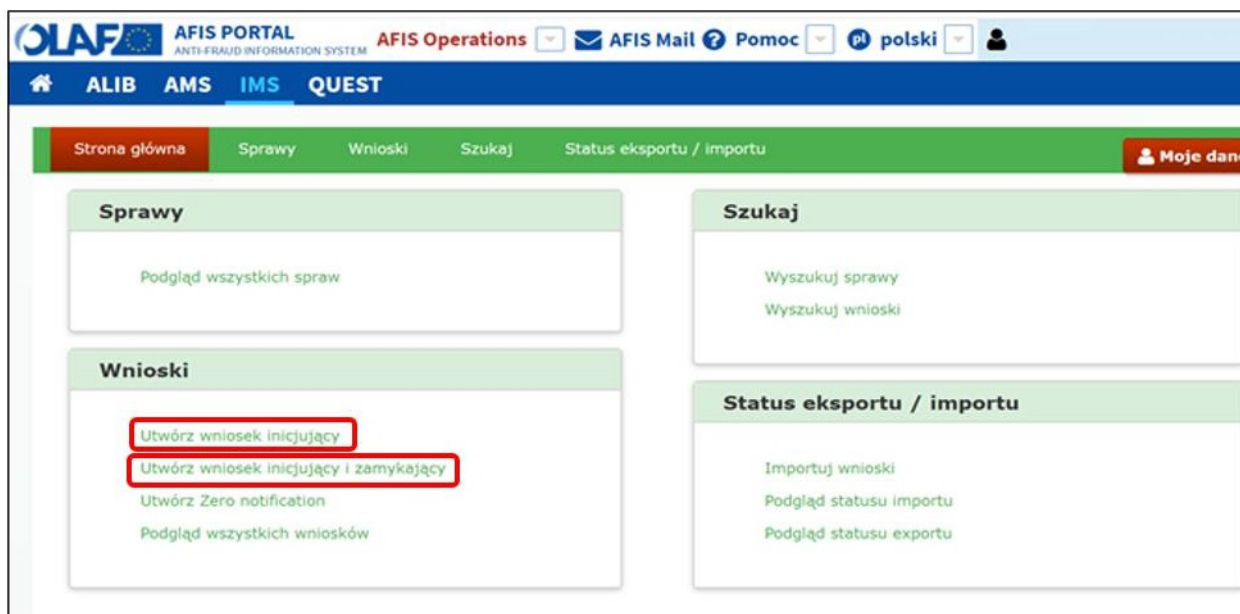 OLAF AFIS PORTAL
ANTI-FRAUD INFORMATION SYSTEM
AFIS Operations AFIS Mail Pomoc pl polski
ALIB AMS IMS QUEST
Strona główna Sprawy Wnioski Szukaj Status eksportu / importu Moje dane
Sprawy
Podgląd wszystkich spraw
Wnioski
Utwórz wniosek inicjujący
Utwórz wniosek inicjujący i zamykający
Utwórz Zero notification
Podgląd wszystkich wniosków
Szukaj
Wyszukuj sprawy
Wyszukuj wnioski
Status eksportu / importu
Importuj wnioski
Podgląd statusu importu
Podgląd statusu exportu